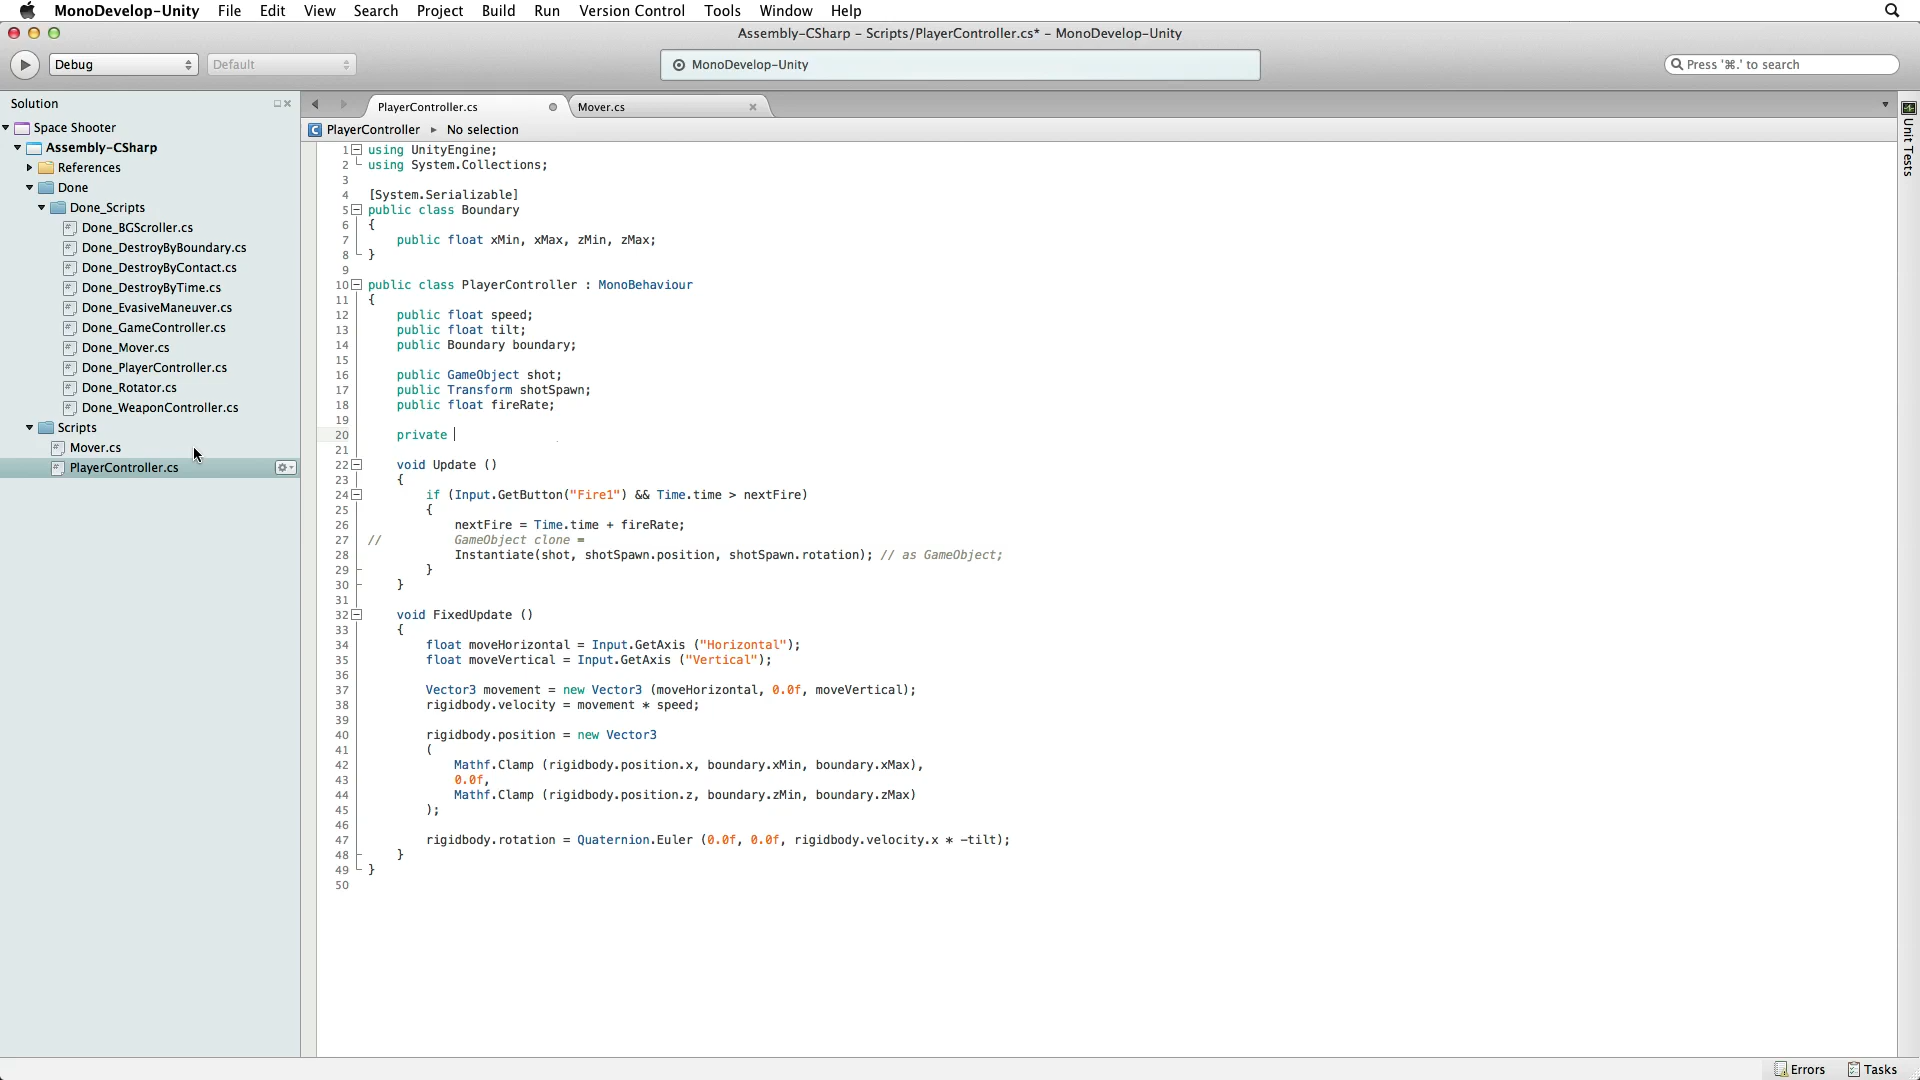 MonoDevelop-Unity File Edit View Search Project Build Run Version Control Tools Window Help
Assembly-CSharp – Scripts/PlayerController.cs* – MonoDevelop-Unity
Debug Default MonoDevelop-Unity Press '⌘.' to search
Solution
Space Shooter
Assembly-CSharp
References
Done
Done_Scripts
Done_BGScroller.cs
Done_DestroyByBoundary.cs
Done_DestroyByContact.cs
Done_DestroyByTime.cs
Done_EvasiveManeuver.cs
Done_GameController.cs
Done_Mover.cs
Done_PlayerController.cs
Done_Rotator.cs
Done_WeaponController.cs
Scripts
Mover.cs
PlayerController.cs
PlayerController.cs Mover.cs
C PlayerController ▸ No selection
1 using UnityEngine;
2 using System.Collections;
3
4 [System.Serializable]
5 public class Boundary
6 {
7 public float xMin, xMax, zMin, zMax;
8 }
9
10 public class PlayerController : MonoBehaviour
11 {
12 public float speed;
13 public float tilt;
14 public Boundary boundary;
15
16 public GameObject shot;
17 public Transform shotSpawn;
18 public float fireRate;
19
20 private
21
22 void Update ()
23 {
24 if (Input.GetButton("Fire1") && Time.time > nextFire)
25 {
26 nextFire = Time.time + fireRate;
27 // GameObject clone =
28 Instantiate(shot, shotSpawn.position, shotSpawn.rotation); // as GameObject;
29 }
30 }
31
32 void FixedUpdate ()
33 {
34 float moveHorizontal = Input.GetAxis ("Horizontal");
35 float moveVertical = Input.GetAxis ("Vertical");
36
37 Vector3 movement = new Vector3 (moveHorizontal, 0.0f, moveVertical);
38 rigidbody.velocity = movement * speed;
39
40 rigidbody.position = new Vector3
41 (
42 Mathf.Clamp (rigidbody.position.x, boundary.xMin, boundary.xMax),
43 0.0f,
44 Mathf.Clamp (rigidbody.position.z, boundary.zMin, boundary.zMax)
45 );
46
47 rigidbody.rotation = Quaternion.Euler (0.0f, 0.0f, rigidbody.velocity.x * -tilt);
48 }
49 }
50
Unit Tests
Errors Tasks